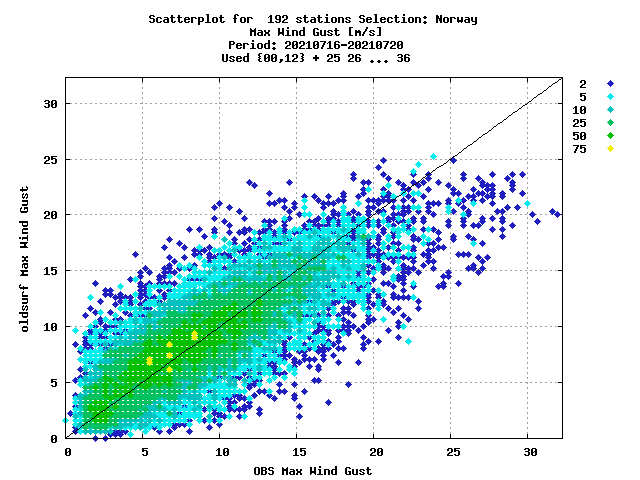 Scatterplot for  192 stations Selection: Norway
Max Wind Gust [m/s]
Period: 20210716-20210720
Used {00,12} + 25 26 ... 36
2
5
10
25
50
75
30
25
20
15
10
5
0
oldsurf Max Wind Gust
0 5 10 15 20 25 30
OBS Max Wind Gust